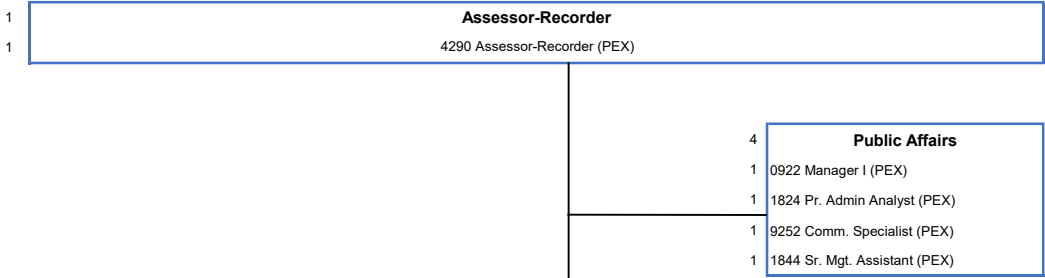 1 Assessor-Recorder
1 4290 Assessor-Recorder (PEX)
4 Public Affairs
1 0922 Manager I (PEX)
1 1824 Pr. Admin Analyst (PEX)
1 9252 Comm. Specialist (PEX)
1 1844 Sr. Mgt. Assistant (PEX)